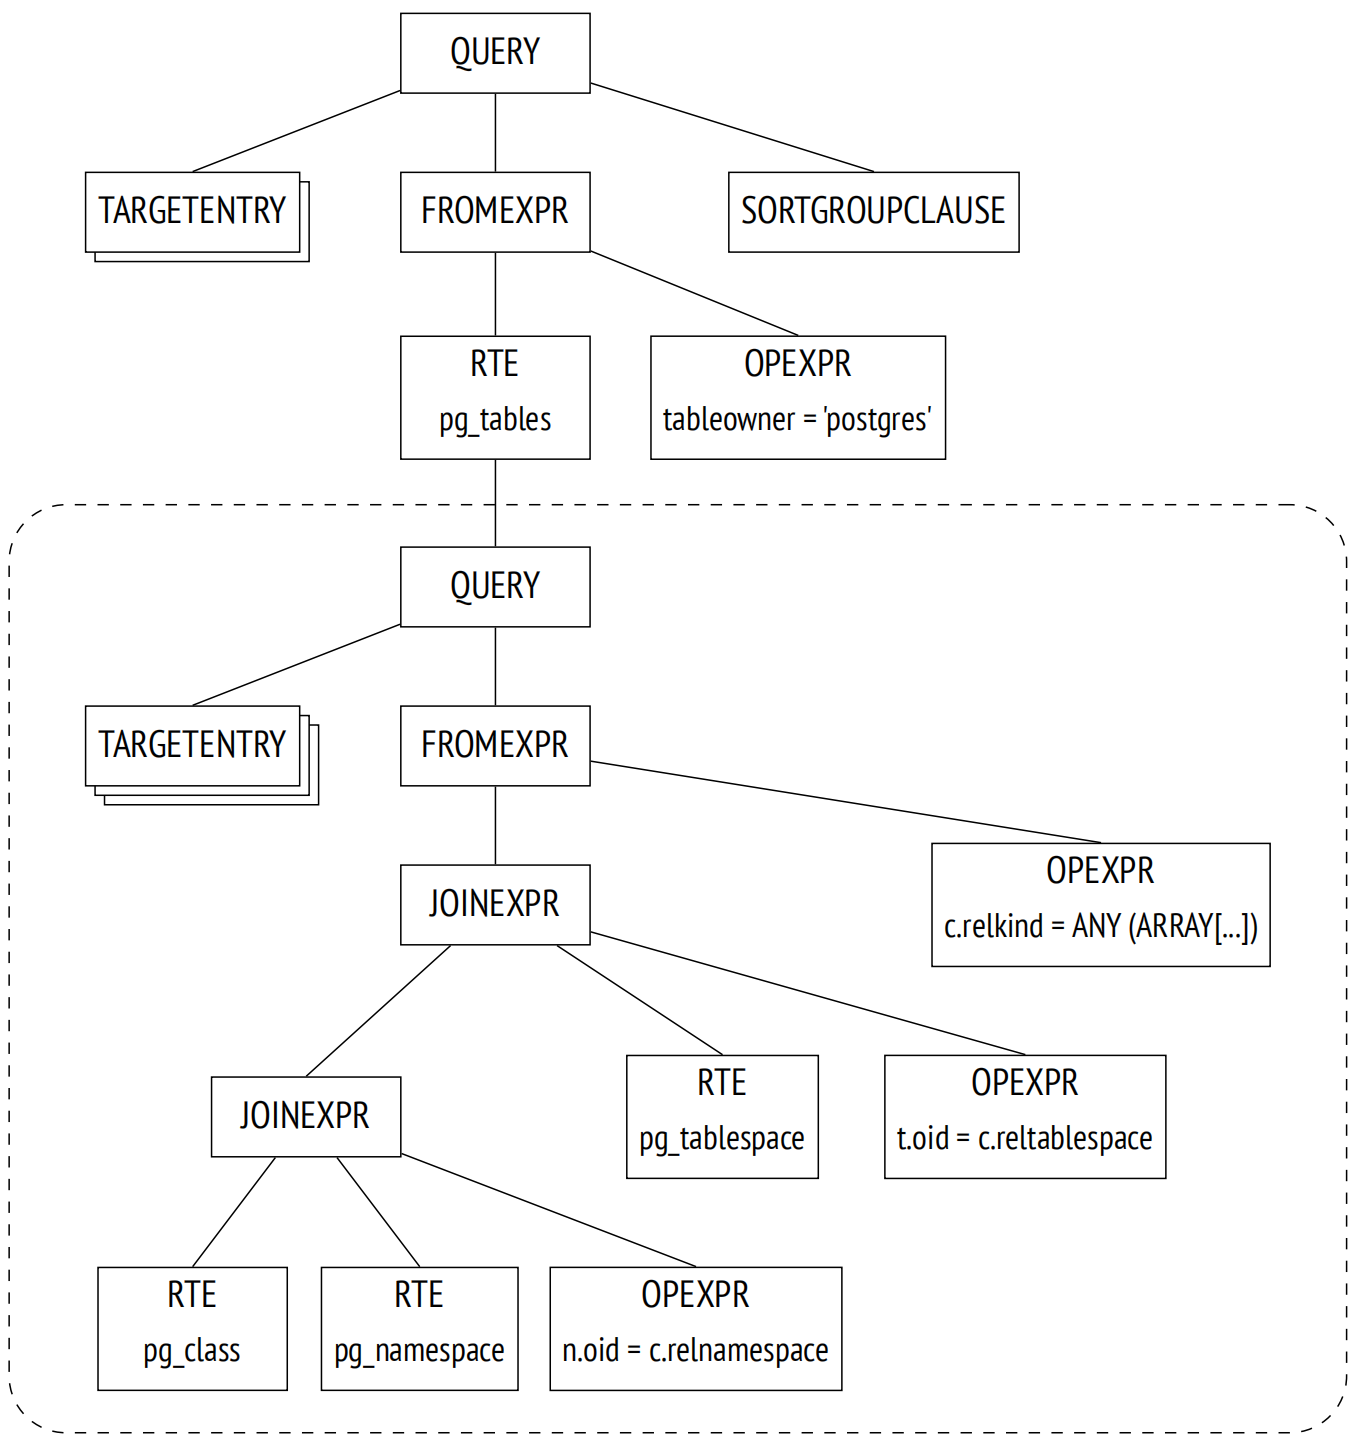 QUERY
TARGETENTRY
FROMEXPR
SORTGROUPCLAUSE
RTE
pg_tables
OPEXPR
tableowner = 'postgres'
QUERY
TARGETENTRY
FROMEXPR
JOINEXPR
OPEXPR
c.relkind = ANY (ARRAY[...])
JOINEXPR
RTE
pg_tablespace
OPEXPR
t.oid = c.reltablespace
RTE
pg_class
RTE
pg_namespace
OPEXPR
n.oid = c.relnamespace